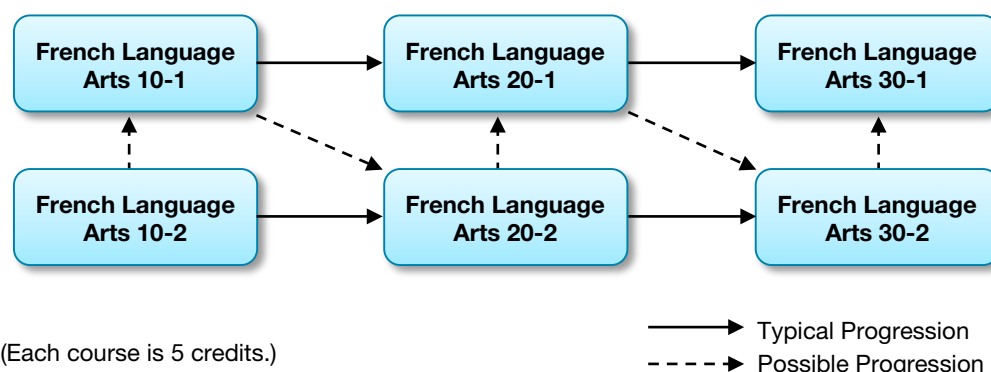 French Language
Arts 10-1
French Language
Arts 20-1
French Language
Arts 30-1
French Language
Arts 10-2
French Language
Arts 20-2
French Language
Arts 30-2
(Each course is 5 credits.)
Typical Progression
Possible Progression